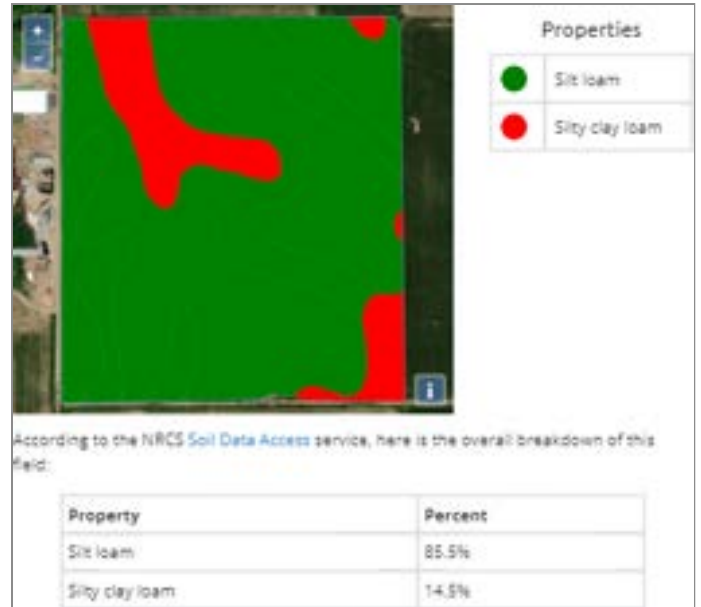 +
-
Properties
Silt loam
Silty clay loam
i
According to the NRCS Soil Data Access service, here is the overall breakdown of this
field:
Property Percent
Silt loam 85.5%
Silty clay loam 14.5%